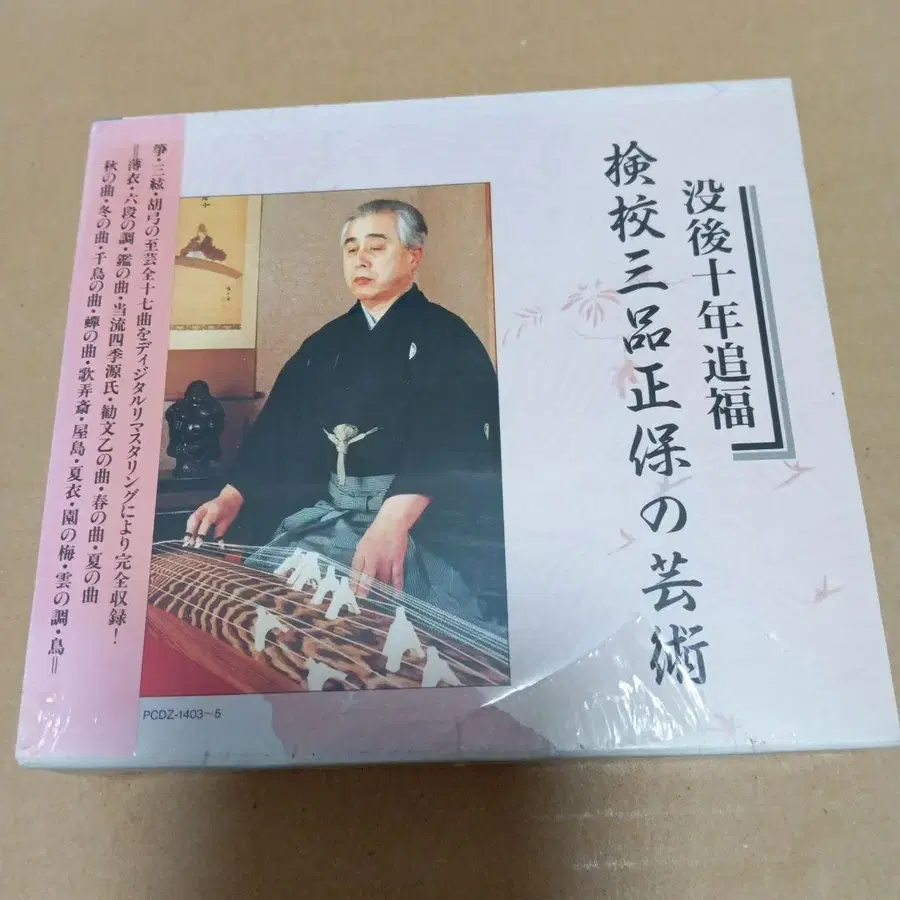 没後十年追福
検校三品正保の芸術
箏・三絃・胡弓の至芸全十七曲をディジタルリマスタリングにより完全収録!
=薄衣・六段の調・鑑の曲・当流四季源氏・勧文乙の曲・春の曲・夏の曲
秋の曲・冬の曲・千鳥の曲・蟬の曲・歌弄斎・屋島・夏衣・園の梅・雲の調・鳥=
PCDZ-1403~5